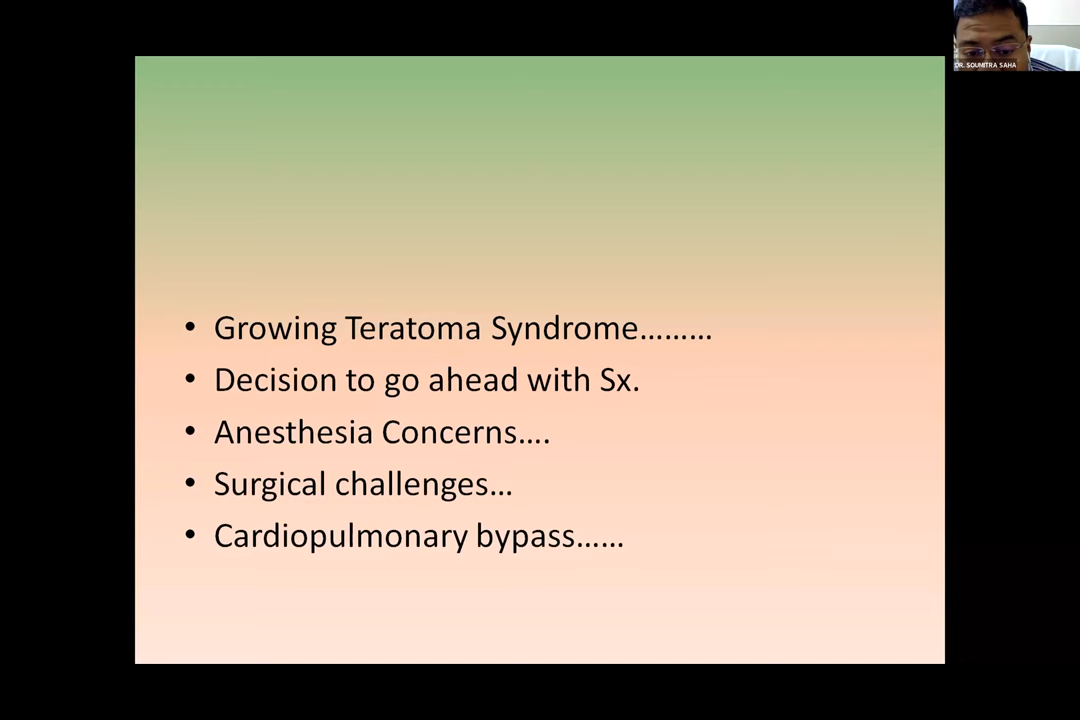 DR. SOUMITRA SAHA
• Growing Teratoma Syndrome.........
• Decision to go ahead with Sx.
• Anesthesia Concerns....
• Surgical challenges...
• Cardiopulmonary bypass......